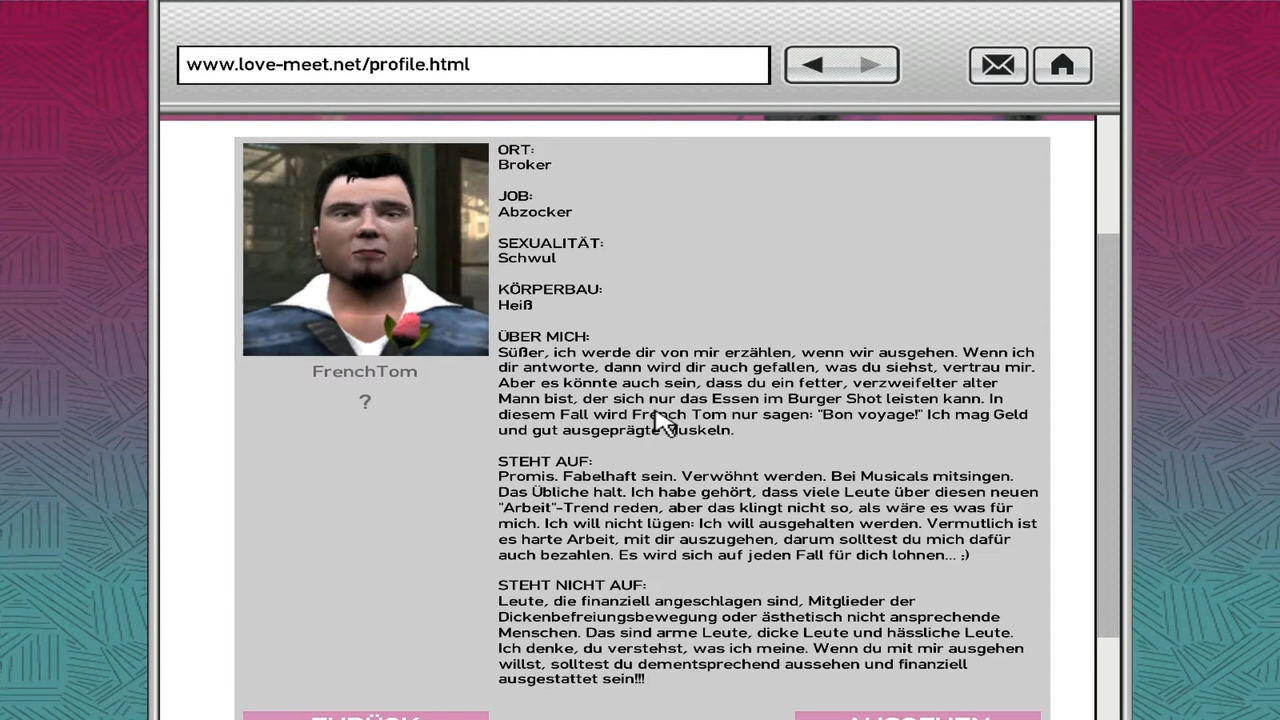 www.love-meet.net/profile.html
ORT:
Broker
JOB:
Abzocker
SEXUALITÄT:
Schwul
KÖRPERBAU:
Heiß
ÜBER MICH:
Süßer, ich werde dir von mir erzählen, wenn wir ausgehen. Wenn ich
dir antworte, dann wird dir auch gefallen, was du siehst, vertrau mir.
Aber es könnte auch sein, dass du ein fetter, verzweifelter alter
Mann bist, der sich nur das Essen im Burger Shot leisten kann. In
diesem Fall wird French Tom nur sagen: "Bon voyage!" Ich mag Geld
und gut ausgeprägte Muskeln.
FrenchTom
?
STEHT AUF:
Promis. Fabelhaft sein. Verwöhnt werden. Bei Musicals mitsingen.
Das Übliche halt. Ich habe gehört, dass viele Leute über diesen neuen
"Arbeit"-Trend reden, aber das klingt nicht so, als wäre es was für
mich. Ich will nicht lügen: Ich will ausgehalten werden. Vermutlich ist
es harte Arbeit, mit dir auszugehen, darum solltest du mich dafür
auch bezahlen. Es wird sich auf jeden Fall für dich lohnen... ;)
STEHT NICHT AUF:
Leute, die finanziell angeschlagen sind, Mitglieder der
Dickenbefreiungsbewegung oder ästhetisch nicht ansprechende
Menschen. Das sind arme Leute, dicke Leute und hässliche Leute.
Ich denke, du verstehst, was ich meine. Wenn du mit mir ausgehen
willst, solltest du dementsprechend aussehen und finanziell
ausgestattet sein!!!
ZURÜCK
AUSGEHEN